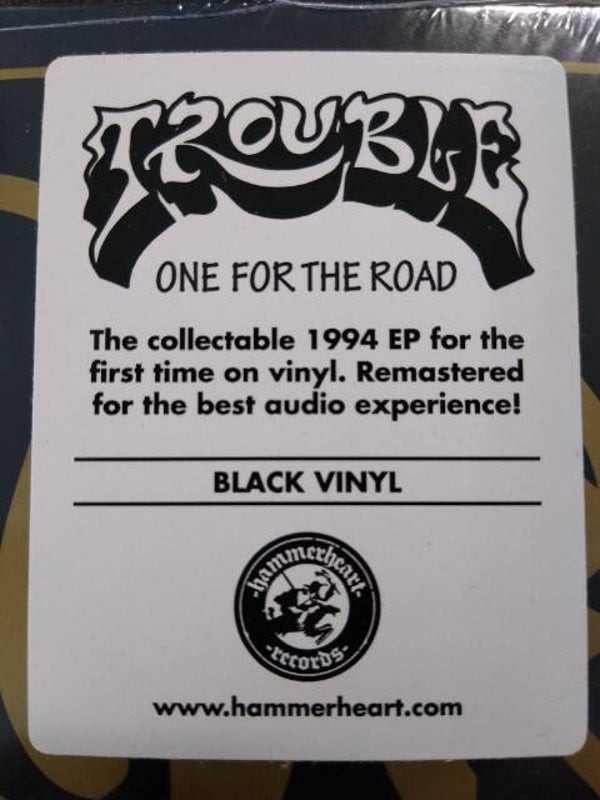 TROUBLE
ONE FOR THE ROAD
The collectable 1994 EP for the
first time on vinyl. Remastered
for the best audio experience!
BLACK VINYL
-hammerheart-
-records-
www.hammerheart.com